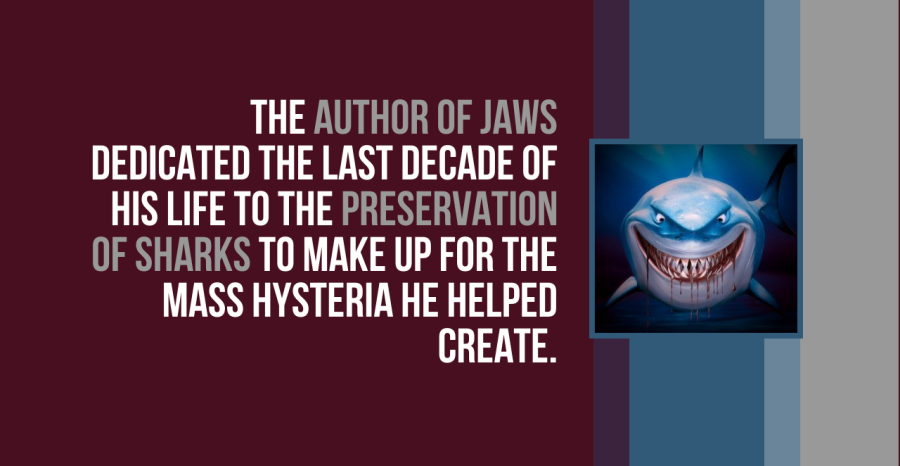 THE AUTHOR OF JAWS
DEDICATED THE LAST DECADE OF
HIS LIFE TO THE PRESERVATION
OF SHARKS TO MAKE UP FOR THE
MASS HYSTERIA HE HELPED
CREATE.